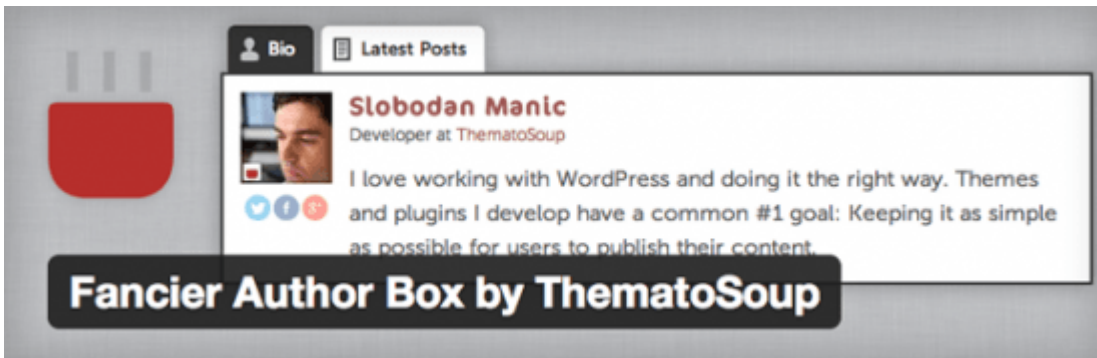 Bio
Latest Posts
Slobodan Manic
Developer at ThematoSoup
I love working with WordPress and doing it the right way. Themes
and plugins I develop have a common #1 goal: Keeping it as simple
as possible for users to publish their content.
Fancier Author Box by ThematoSoup